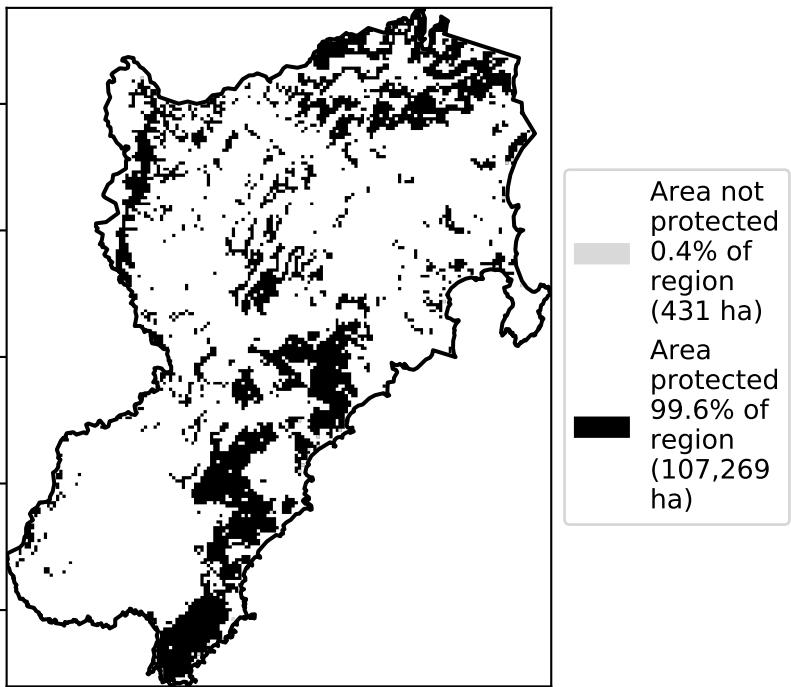 Area not
protected
0.4% of
region
(431 ha)
Area
protected
99.6% of
region
(107,269
ha)